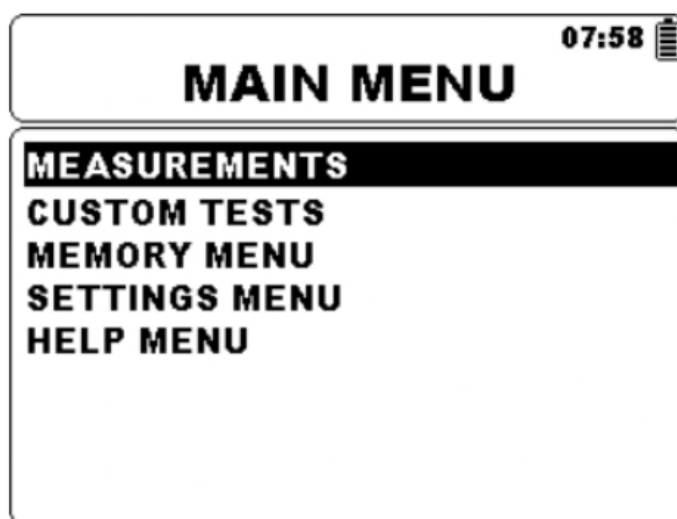 07:58
MAIN MENU
MEASUREMENTS
CUSTOM TESTS
MEMORY MENU
SETTINGS MENU
HELP MENU